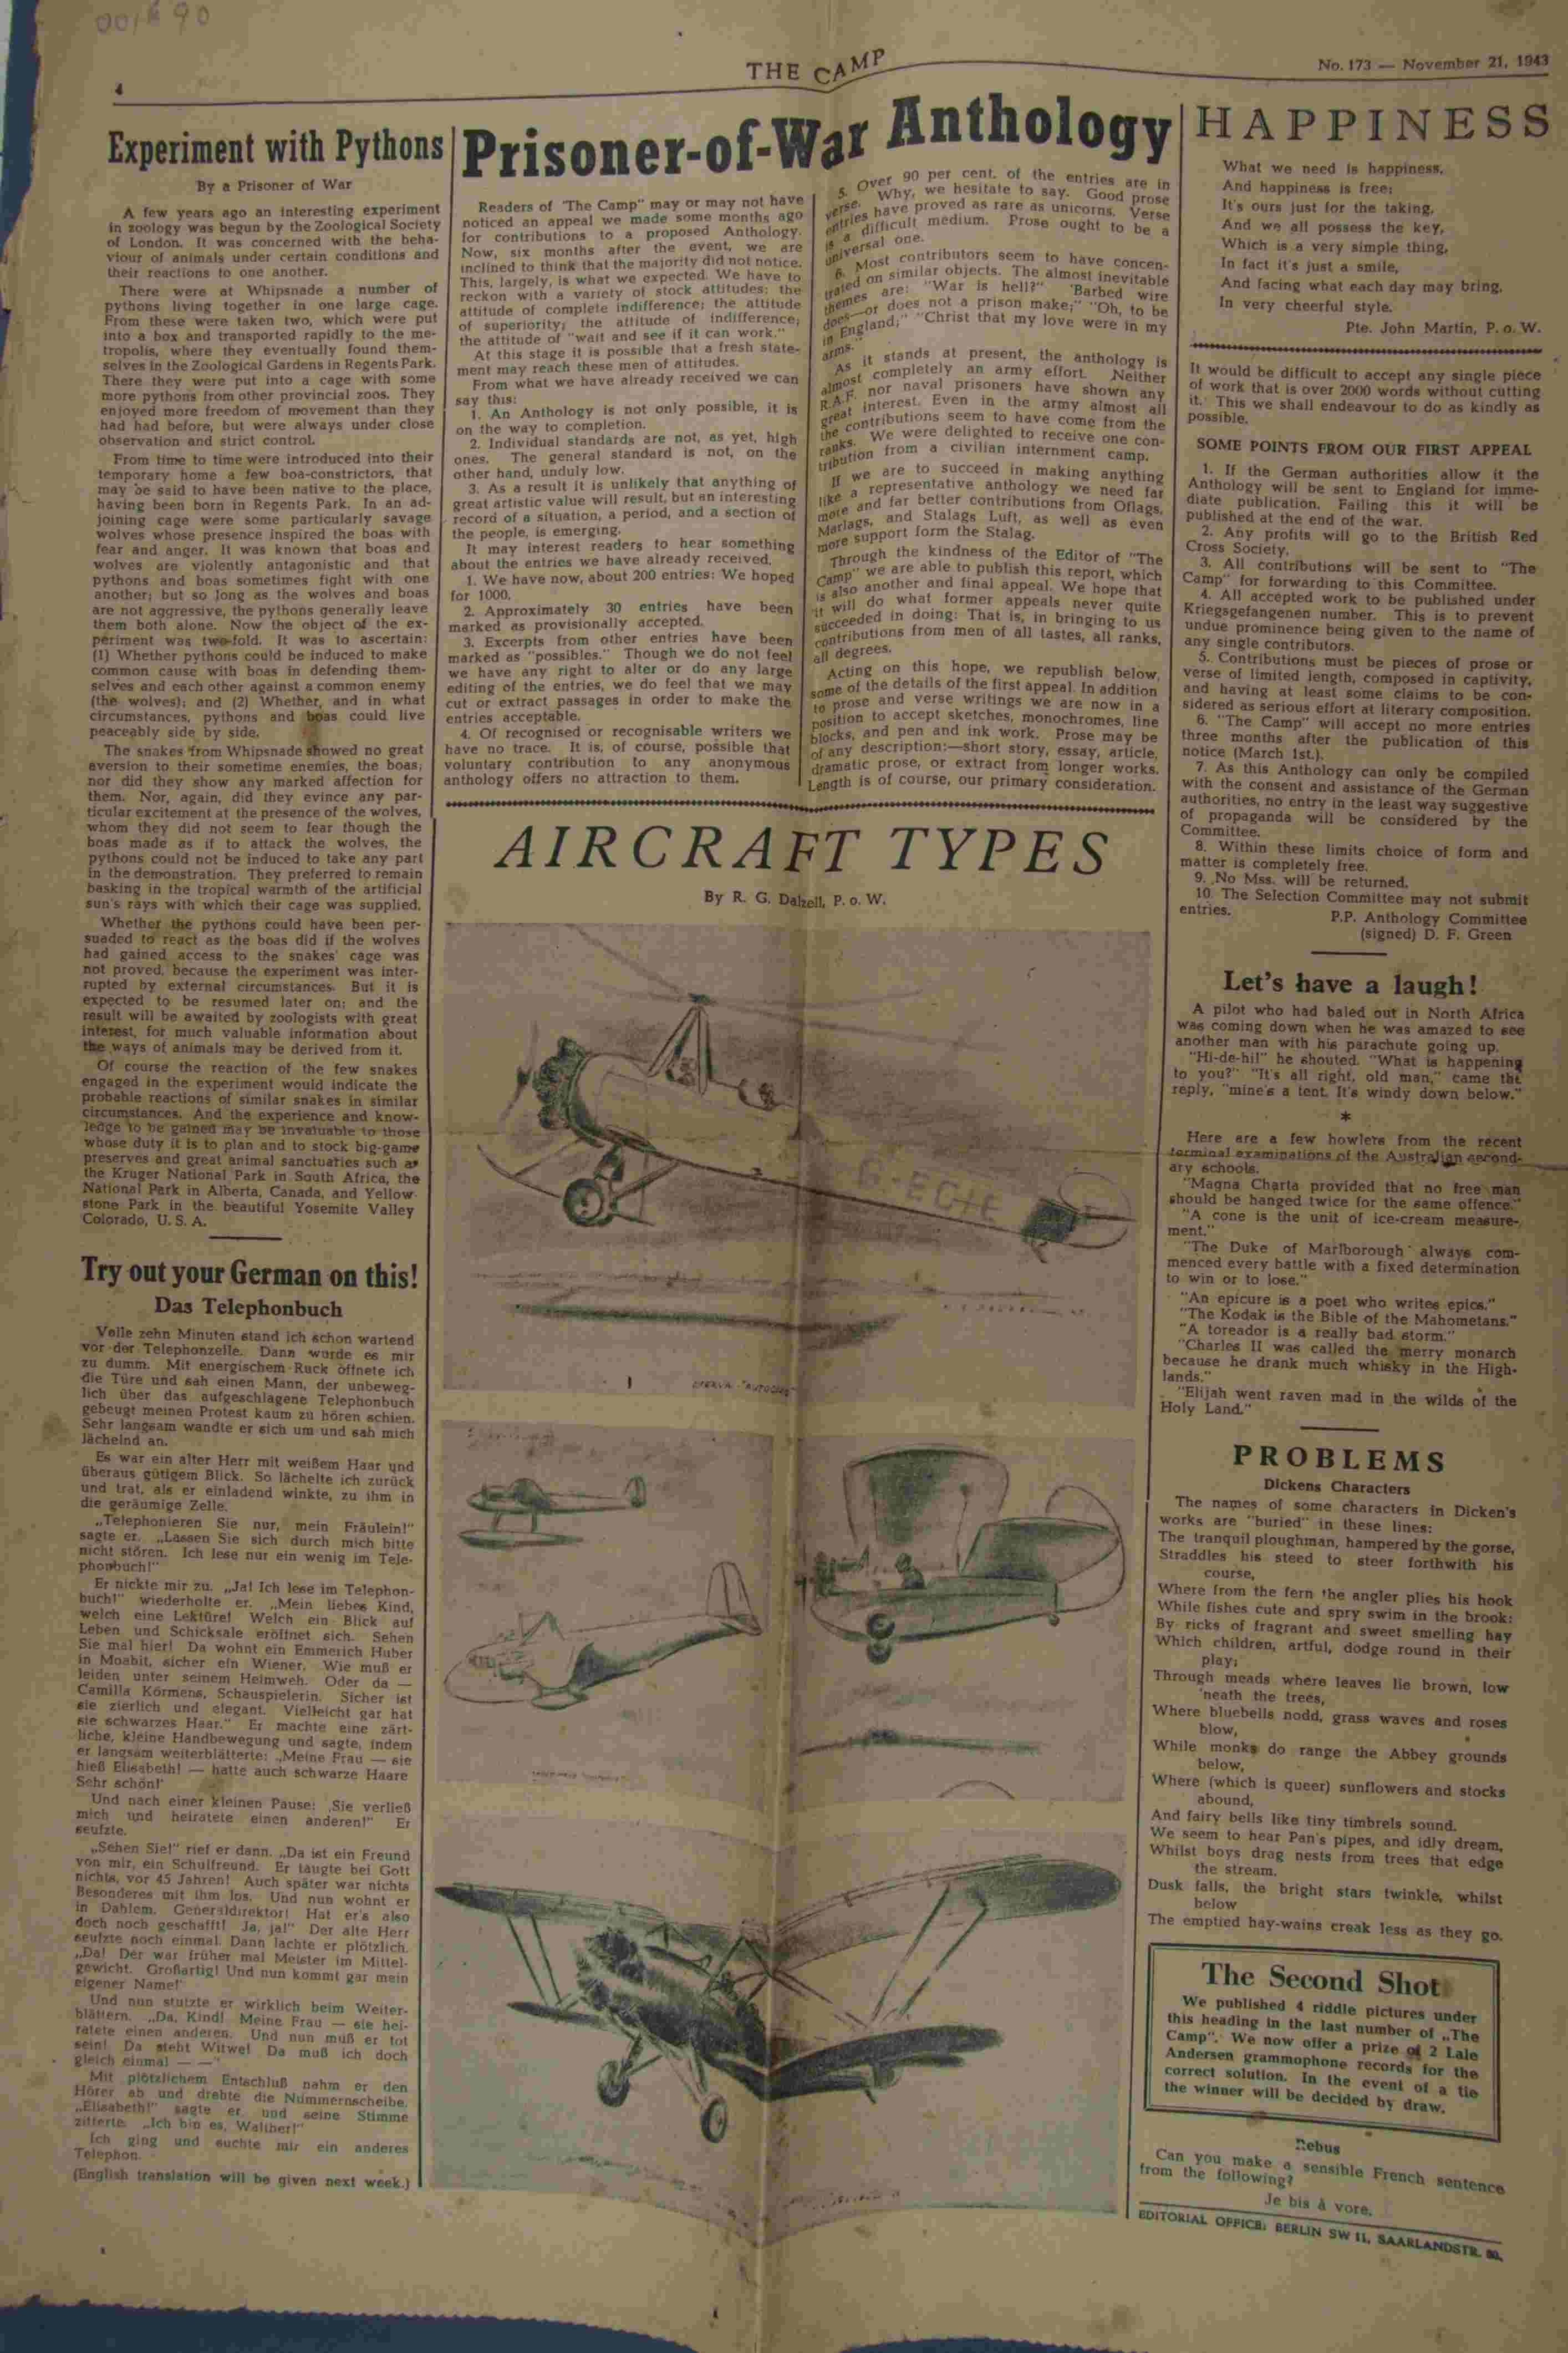 001 90
4
THE CAMP
No. 173 — November 21, 1943
Experiment with Pythons
By a Prisoner of War
A few years ago an interesting experiment
in zoology was begun by the Zoological Society
of London. It was concerned with the beha-
viour of animals under certain conditions and
their reactions to one another.
There were at Whipsnade a number of
pythons living together in one large cage.
From these were taken two, which were put
into a box and transported rapidly to the me-
tropolis, where they eventually found them-
selves in the Zoological Gardens in Regents Park.
There they were put into a cage with some
more pythons from other provincial zoos. They
enjoyed more freedom of movement than they
had had before, but were always under close
observation and strict control.
From time to time were introduced into their
temporary home a few boa-constrictors, that
may be said to have been native to the place,
having been born in Regents Park. In an ad-
joining cage were some particularly savage
wolves whose presence inspired the boas with
fear and anger. It was known that boas and
wolves are violently antagonistic and that
pythons and boas sometimes fight with one
another; but so long as the wolves and boas
are not aggressive, the pythons generally leave
them both alone. Now the object of the ex-
periment was two-fold. It was to ascertain:
(1) Whether pythons could be induced to make
common cause with boas in defending them-
selves and each other against a common enemy
(the wolves); and (2) Whether, and in what
circumstances, pythons and boas could live
peaceably side by side.
The snakes from Whipsnade showed no great
aversion to their sometime enemies, the boas;
nor did they show any marked affection for
them. Nor, again, did they evince any par-
ticular excitement at the presence of the wolves,
whom they did not seem to fear though the
boas made as if to attack the wolves, the
pythons could not be induced to take any part
in the demonstration. They preferred to remain
basking in the tropical warmth of the artificial
sun's rays with which their cage was supplied.
Whether the pythons could have been per-
suaded to react as the boas did if the wolves
had gained access to the snakes' cage was
not proved, because the experiment was inter-
rupted by external circumstances. But it is
expected to be resumed later on; and the
result will be awaited by zoologists with great
interest, for much valuable information about
the ways of animals may be derived from it.
Of course the reaction of the few snakes
engaged in the experiment would indicate the
probable reactions of similar snakes in similar
circumstances. And the experience and know-
ledge to be gained may be invaluable to those
whose duty it is to plan and to stock big-game
preserves and great animal sanctuaries such as
the Kruger National Park in South Africa, the
National Park in Alberta, Canada, and Yellow-
stone Park in the beautiful Yosemite Valley
Colorado, U. S. A.
Try out your German on this!
Das Telephonbuch
Volle zehn Minuten stand ich schon wartend
vor der Telephonzelle. Dann wurde es mir
zu dumm. Mit energischem Ruck öffnete ich
die Türe und sah einen Mann, der unbeweg-
lich über das aufgeschlagene Telephonbuch
gebeugt meinen Protest kaum zu hören schien.
Sehr langsam wandte er sich um und sah mich
lächelnd an.
Es war ein alter Herr mit weißem Haar und
überaus gütigem Blick. So lächelte ich zurück
und trat, als er einladend winkte, zu ihm in
die geräumige Zelle.
„Telephonieren Sie nur, mein Fräulein!"
sagte er. „Lassen Sie sich durch mich bitte
nicht stören. Ich lese nur ein wenig im Tele-
phonbuch!"
Er nickte mir zu. „Ja! Ich lese im Telephon-
buch!" wiederholte er. „Mein liebes Kind,
welch eine Lektüre! Welch ein Blick auf
Leben und Schicksale eröffnet sich. Sehen
Sie mal hier! Da wohnt ein Emmerich Huber
in Moabit, sicher ein Wiener. Wie muß er
leiden unter seinem Heimweh. Oder da —
Camilla Körmens, Schauspielerin. Sicher ist
sie zierlich und elegant. Vielleicht gar hat
sie schwarzes Haar." Er machte eine zärt-
liche, kleine Handbewegung und sagte, indem
er langsam weiterblätterte: „Meine Frau — sie
hieß Elisabeth! — hatte auch schwarze Haare
Sehr schön!"
Und nach einer kleinen Pause: „Sie verließ
mich und heiratete einen anderen!" Er
seufzte.
„Sehen Sie!" rief er dann. „Da ist ein Freund
von mir, ein Schulfreund. Er taugte bei Gott
nichts, vor 45 Jahren! Auch später war nichts
Besonderes mit ihm los. Und nun wohnt er
in Dahlem. Generaldirektor! Hat er's also
doch noch geschafft! Ja, ja!" Der alte Herr
seufzte noch einmal. Dann lachte er plötzlich.
„Da! Der war früher mal Meister im Mittel-
gewicht. Großartig! Und nun kommt gar mein
eigener Name!"
Und nun stutzte er wirklich beim Weiter-
blättern. „Da, Kind! Meine Frau — sie hei-
ratete einen anderen. Und nun muß er tot
sein! Da steht Witwe! Da muß ich doch
gleich einmal — —"
Mit plötzlichem Entschluß nahm er den
Hörer ab und drehte die Nummernscheibe.
„Elisabeth!" sagte er und seine Stimme
zitterte. „Ich bin es, Walther!"
Ich ging und suchte mir ein anderes
Telephon.
(English translation will be given next week.)
Prisoner-of-War Anthology
Readers of "The Camp" may or may not have
noticed an appeal we made some months ago
for contributions to a proposed Anthology.
Now, six months after the event, we are
inclined to think that the majority did not notice.
This, largely, is what we expected. We have to
reckon with a variety of stock attitudes: the
attitude of complete indifference; the attitude
of superiority; the attitude of indifference;
the attitude of "wait and see if it can work."
At this stage it is possible that a fresh state-
ment may reach these men of attitudes.
From what we have already received we can
say this:
1. An Anthology is not only possible, it is
on the way to completion.
2. Individual standards are not, as yet, high
ones. The general standard is not, on the
other hand, unduly low.
3. As a result it is unlikely that anything of
great artistic value will result, but an interesting
record of a situation, a period, and a section of
the people, is emerging.
It may interest readers to hear something
about the entries we have already received.
1. We have now, about 200 entries: We hoped
for 1000.
2. Approximately 30 entries have been
marked as provisionally accepted.
3. Excerpts from other entries have been
marked as "possibles." Though we do not feel
we have any right to alter or do any large
editing of the entries, we do feel that we may
cut or extract passages in order to make the
entries acceptable.
4. Of recognised or recognisable writers we
have no trace. It is, of course, possible that
voluntary contribution to any anonymous
anthology offers no attraction to them.
5. Over 90 per cent. of the entries are in
verse. Why, we hesitate to say. Good prose
entries have proved as rare as unicorns. Verse
is a difficult medium. Prose ought to be a
universal one.
6. Most contributors seem to have concen-
trated on similar objects. The almost inevitable
themes are: "War is hell?" "Barbed wire
does—or does not a prison make;" "Oh, to be
in England;" "Christ that my love were in my
arms."
As it stands at present, the anthology is
almost completely an army effort. Neither
R.A.F. nor naval prisoners have shown any
great interest. Even in the army almost all
the contributions seem to have come from the
ranks. We were delighted to receive one con-
tribution from a civilian internment camp.
If we are to succeed in making anything
like a representative anthology we need far
more and far better contributions from Oflags,
Marlags, and Stalags Luft, as well as even
more support form the Stalag.
Through the kindness of the Editor of "The
Camp" we are able to publish this report, which
is also another and final appeal. We hope that
it will do what former appeals never quite
succeeded in doing: That is, in bringing to us
contributions from men of all tastes, all ranks,
all degrees.
Acting on this hope, we republish below,
some of the details of the first appeal. In addition
to prose and verse writings we are now in a
position to accept sketches, monochromes, line
blocks, and pen and ink work. Prose may be
of any description:—short story, essay, article,
dramatic prose, or extract from longer works.
Length is of course, our primary consideration.
AIRCRAFT TYPES
By R. G. Dalzell, P. o. W.
G-ECIE
"AUTOGIRO"
HAPPINESS
What we need is happiness,
And happiness is free;
It's ours just for the taking,
And we all possess the key,
Which is a very simple thing,
In fact it's just a smile,
And facing what each day may bring,
In very cheerful style.
Pte. John Martin, P. o. W.
It would be difficult to accept any single piece
of work that is over 2000 words without cutting
it. This we shall endeavour to do as kindly as
possible.
SOME POINTS FROM OUR FIRST APPEAL
1. If the German authorities allow it the
Anthology will be sent to England for imme-
diate publication. Failing this it will be
published at the end of the war.
2. Any profits will go to the British Red
Cross Society.
3. All contributions will be sent to "The
Camp" for forwarding to this Committee.
4. All accepted work to be published under
Kriegsgefangenen number. This is to prevent
undue prominence being given to the name of
any single contributors.
5. Contributions must be pieces of prose or
verse of limited length, composed in captivity,
and having at least some claims to be con-
sidered as serious effort at literary composition.
6. "The Camp" will accept no more entries
three months after the publication of this
notice (March 1st.).
7. As this Anthology can only be compiled
with the consent and assistance of the German
authorities, no entry in the least way suggestive
of propaganda will be considered by the
Committee.
8. Within these limits choice of form and
matter is completely free.
9. No Mss. will be returned.
10. The Selection Committee may not submit
entries.
P.P. Anthology Committee
(signed) D. F. Green
Let's have a laugh!
A pilot who had baled out in North Africa
was coming down when he was amazed to see
another man with his parachute going up.
"Hi-de-hi!" he shouted. "What is happening
to you?" "It's all right, old man," came the
reply, "mine's a tent. It's windy down below."
*
Here are a few howlers from the recent
terminal examinations of the Australian second-
ary schools.
"Magna Charta provided that no free man
should be hanged twice for the same offence."
"A cone is the unit of ice-cream measure-
ment."
"The Duke of Marlborough always com-
menced every battle with a fixed determination
to win or to lose."
"An epicure is a poet who writes epics."
"The Kodak is the Bible of the Mahometans."
"A toreador is a really bad storm."
"Charles II was called the merry monarch
because he drank much whisky in the High-
lands."
"Elijah went raven mad in the wilds of the
Holy Land."
PROBLEMS
Dickens Characters
The names of some characters in Dicken's
works are "buried" in these lines:
The tranquil ploughman, hampered by the gorse,
Straddles his steed to steer forthwith his
course,
Where from the fern the angler plies his hook
While fishes cute and spry swim in the brook:
By ricks of fragrant and sweet smelling hay
Which children, artful, dodge round in their
play;
Through meads where leaves lie brown, low
'neath the trees,
Where bluebells nodd, grass waves and roses
blow,
While monks do range the Abbey grounds
below,
Where (which is queer) sunflowers and stocks
abound,
And fairy bells like tiny timbrels sound.
We seem to hear Pan's pipes, and idly dream,
Whilst boys drag nests from trees that edge
the stream.
Dusk falls, the bright stars twinkle, whilst
below
The emptied hay-wains creak less as they go.
The Second Shot
We published 4 riddle pictures under
this heading in the last number of „The
Camp". We now offer a prize of 2 Lale
Andersen grammophone records for the
correct solution. In the event of a tie
the winner will be decided by draw.
Rebus
Can you make a sensible French sentence
from the following?
Je bis à vore.
EDITORIAL OFFICE: BERLIN SW 11, SAARLANDSTR.